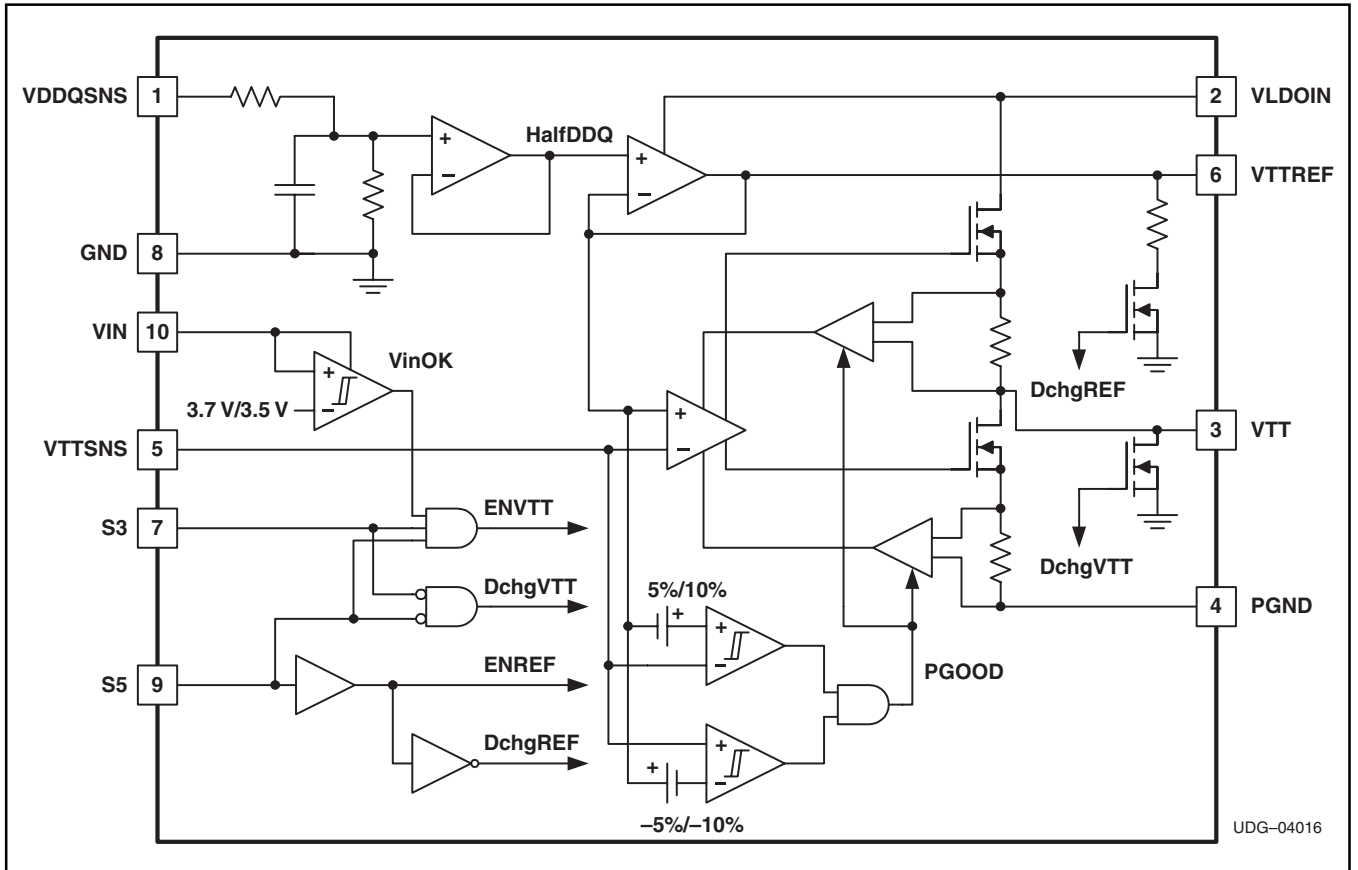 VDDQSNS 1
2 VLDOIN
+
–
HalfDDQ
+
–
6 VTTREF
GND 8
VIN 10
VinOK
+
–
3.7 V/3.5 V
DchgREF
VTTSNS 5
+
–
3 VTT
S3 7
ENVTT
DchgVTT
DchgVTT
4 PGND
5%/10%
+
+
–
S5 9
ENREF
PGOOD
DchgREF
+
+
–
–5%/–10%
UDG–04016